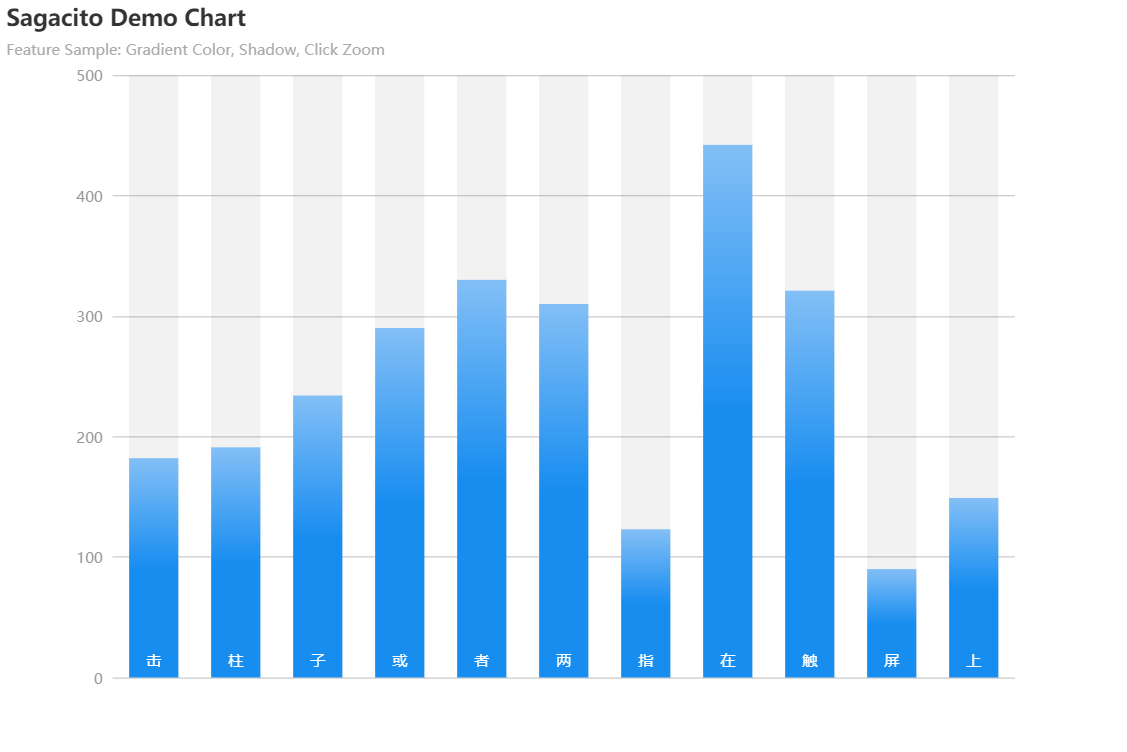 Sagacito Demo Chart
Feature Sample: Gradient Color, Shadow, Click Zoom
500
400
300
200
100
0
击 柱 子 或 者 两 指 在 触 屏 上